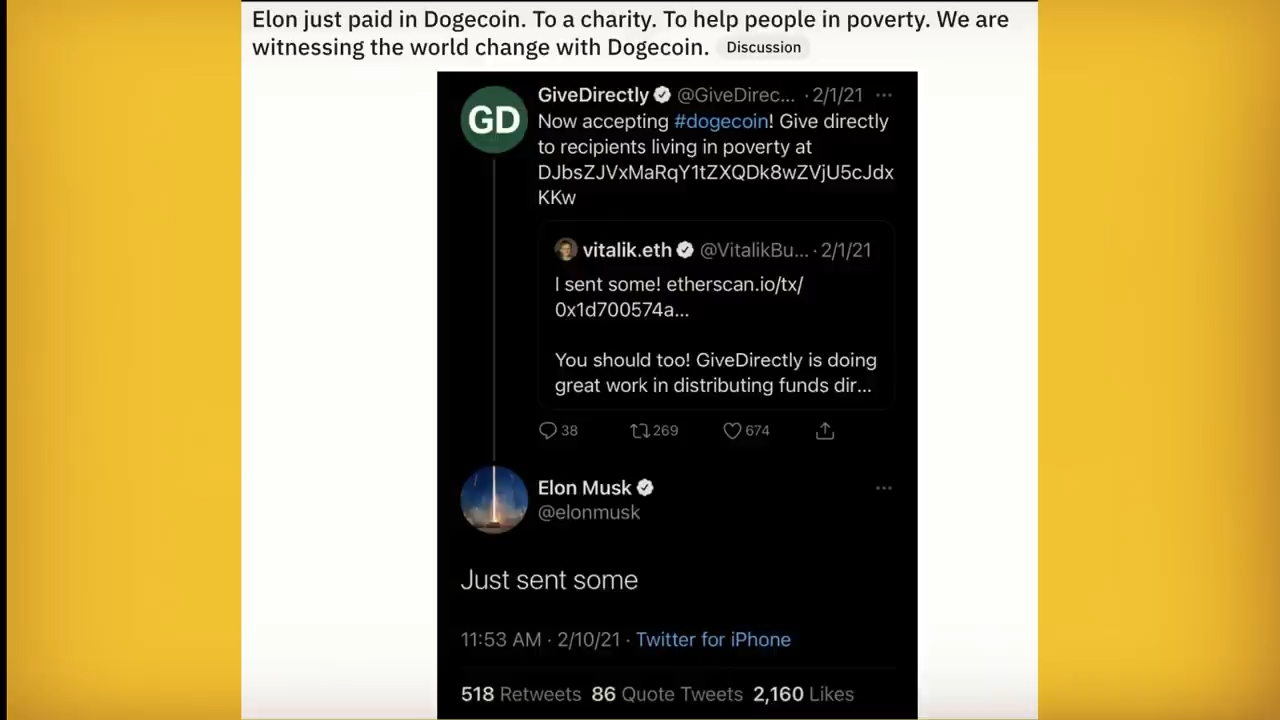 Elon just paid in Dogecoin. To a charity. To help people in poverty. We are
witnessing the world change with Dogecoin. Discussion
GD
GiveDirectly @GiveDirec... · 2/1/21 ...
Now accepting #dogecoin! Give directly
to recipients living in poverty at
DJbsZJVxMaRqY1tZXQDk8wZVjU5cJdx
KKw
vitalik.eth @VitalikBu... · 2/1/21
I sent some! etherscan.io/tx/
0x1d700574a...
You should too! GiveDirectly is doing
great work in distributing funds dir...
38 269 674
Elon Musk ...
@elonmusk
Just sent some
11:53 AM · 2/10/21 · Twitter for iPhone
518 Retweets 86 Quote Tweets 2,160 Likes